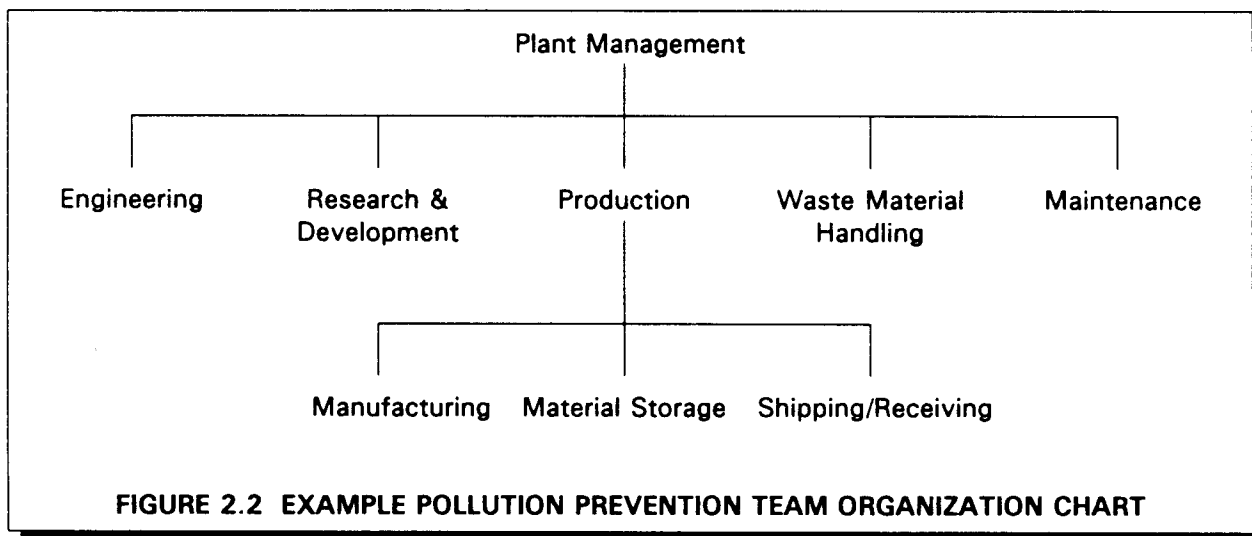 Plant Management
Engineering
Research &
Development
Production
Waste Material
Handling
Maintenance
Manufacturing
Material Storage
Shipping/Receiving
FIGURE 2.2 EXAMPLE POLLUTION PREVENTION TEAM ORGANIZATION CHART